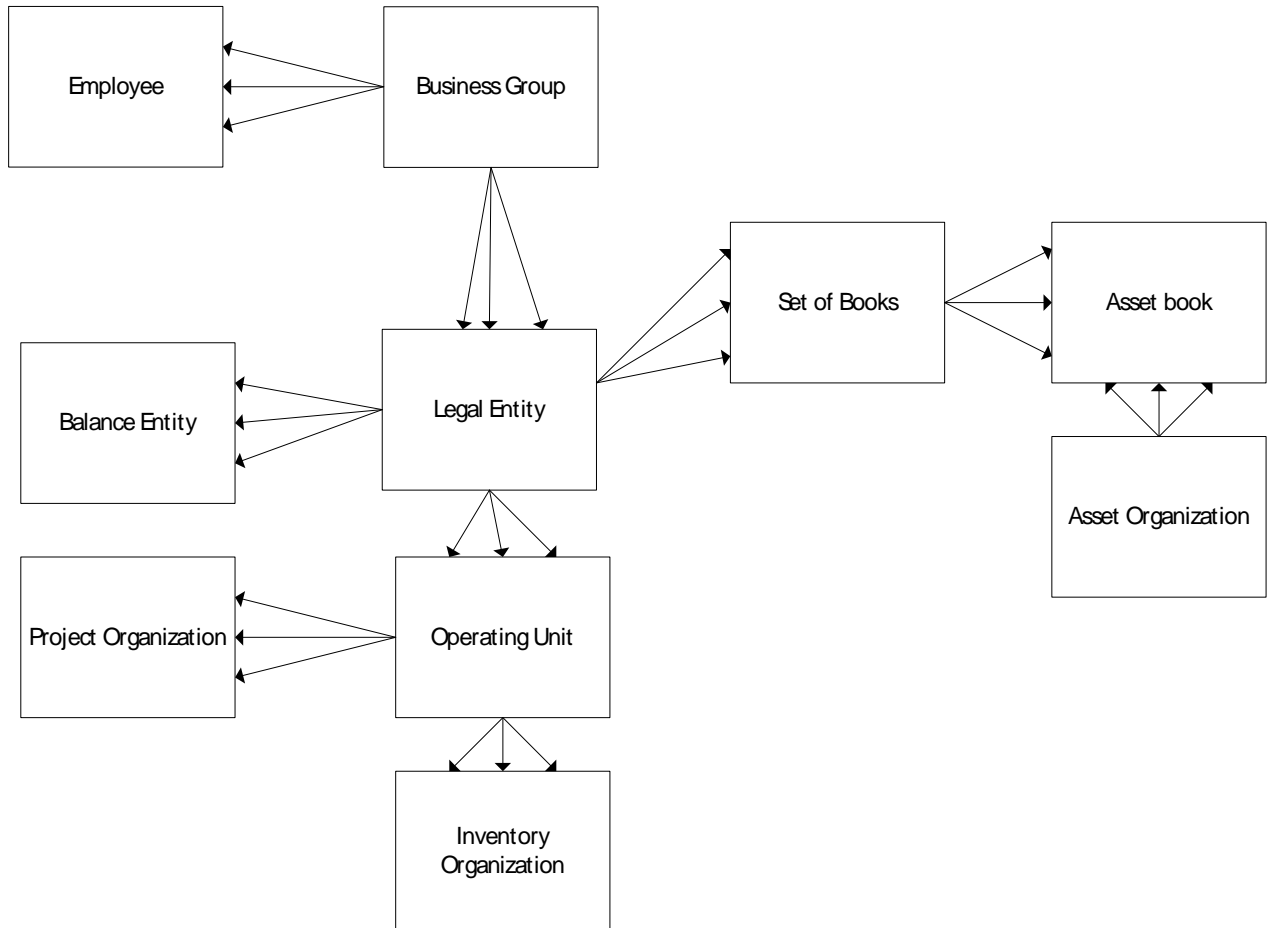 Employee
Business Group
Set of Books
Asset book
Legal Entity
Balance Entity
Asset Organization
Project Organization
Operating Unit
Inventory
Organization